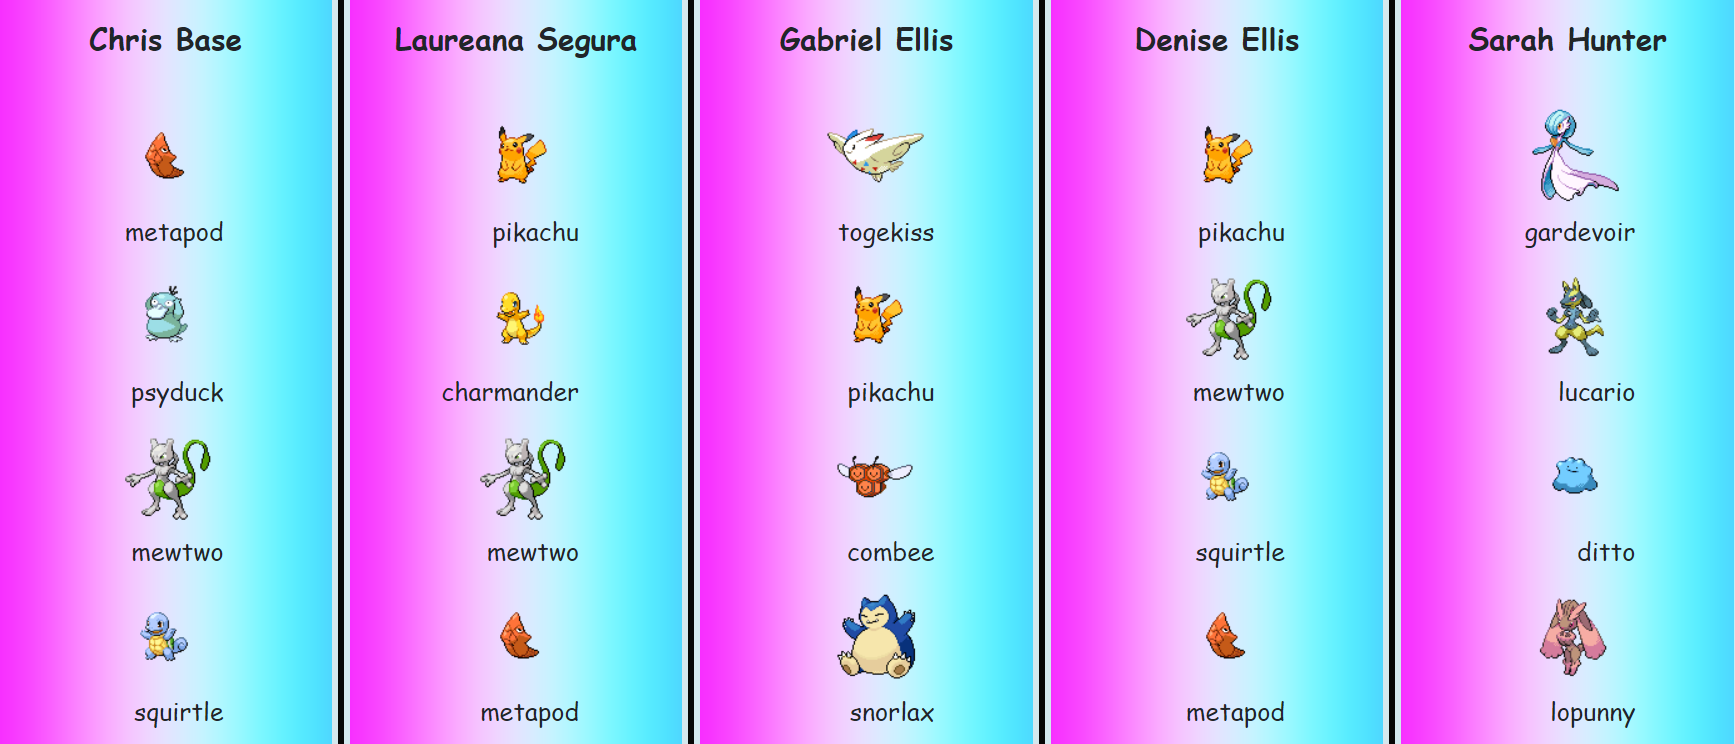 Chris Base
metapod
psyduck
mewtwo
squirtle
Laureana Segura
pikachu
charmander
mewtwo
metapod
Gabriel Ellis
togekiss
pikachu
combee
snorlax
Denise Ellis
pikachu
mewtwo
squirtle
metapod
Sarah Hunter
gardevoir
lucario
ditto
lopunny